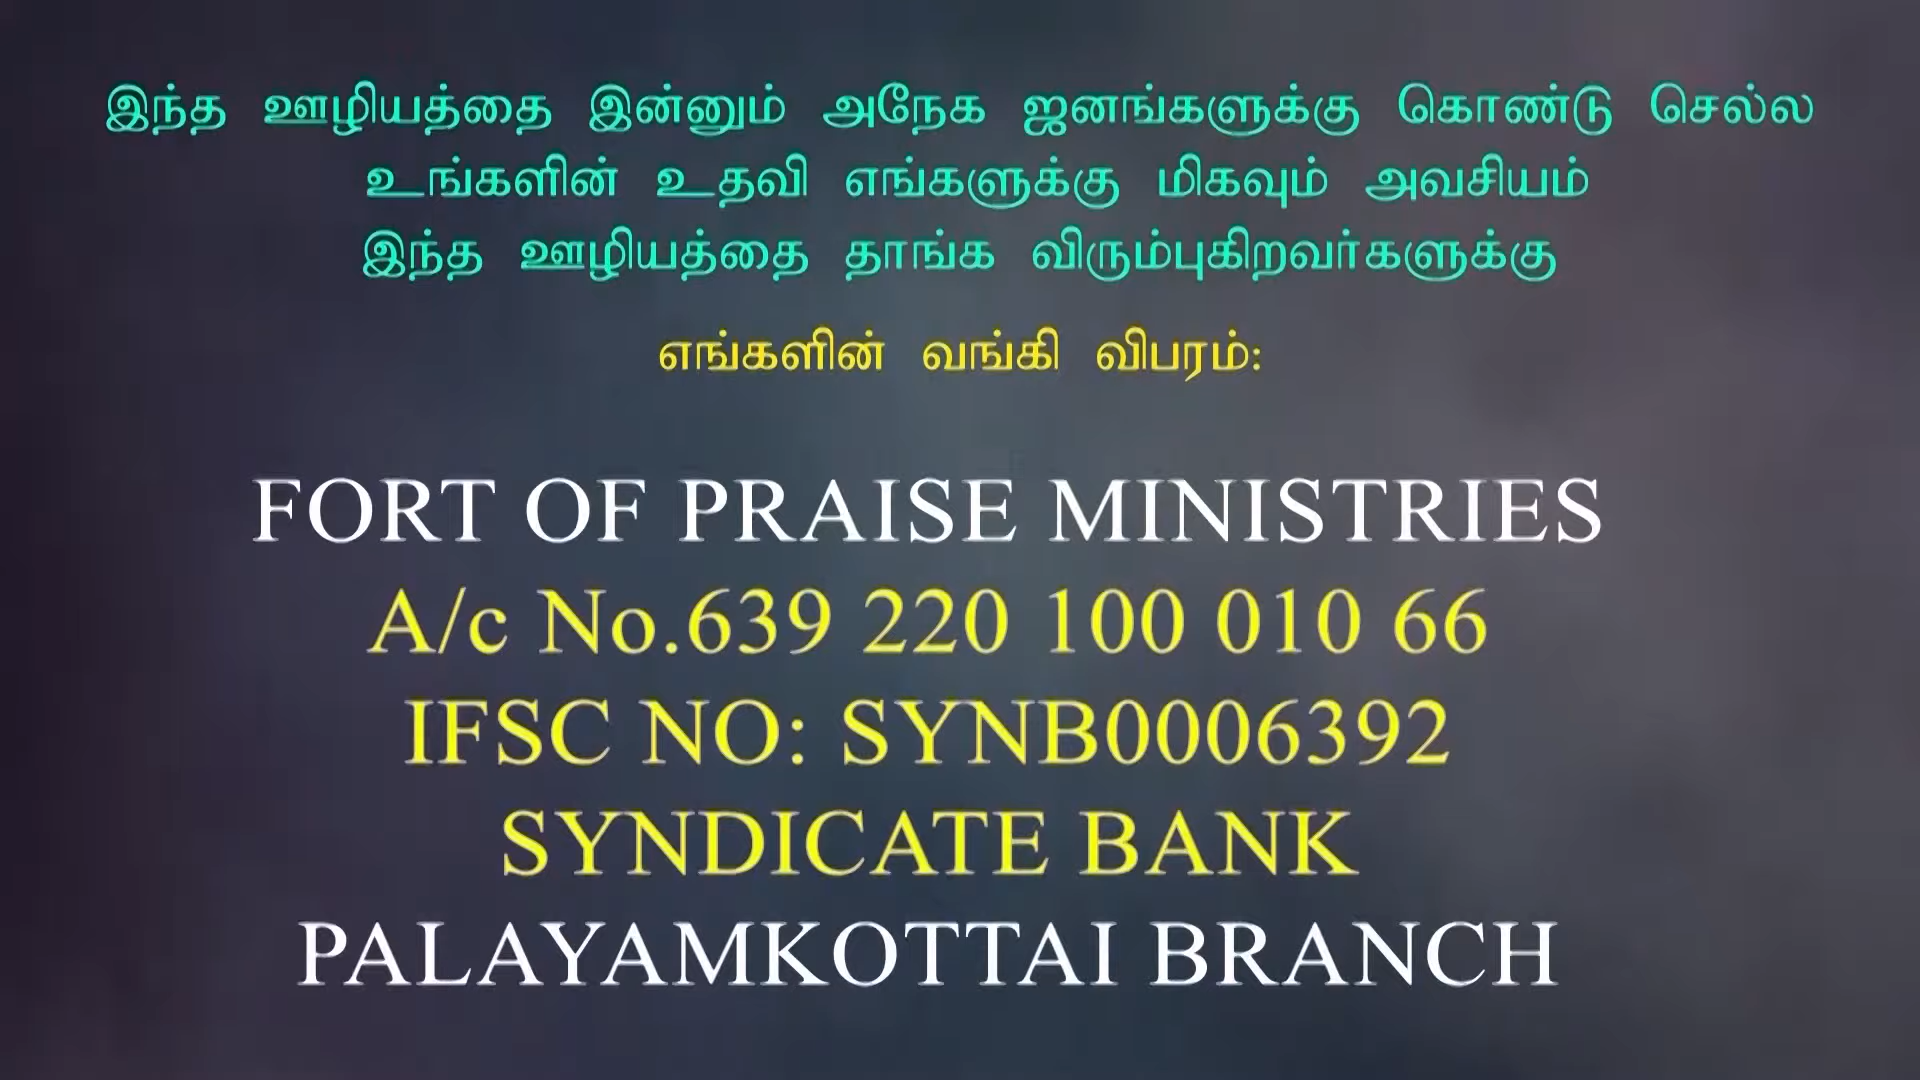 இந்த ஊழியத்தை இன்னும் அநேக ஜனங்களுக்கு கொண்டு செல்ல
உங்களின் உதவி எங்களுக்கு மிகவும் அவசியம்
இந்த ஊழியத்தை தாங்க விரும்புகிறவர்களுக்கு
எங்களின் வங்கி விபரம்:
FORT OF PRAISE MINISTRIES
A/c No.639 220 100 010 66
IFSC NO: SYNB0006392
SYNDICATE BANK
PALAYAMKOTTAI BRANCH